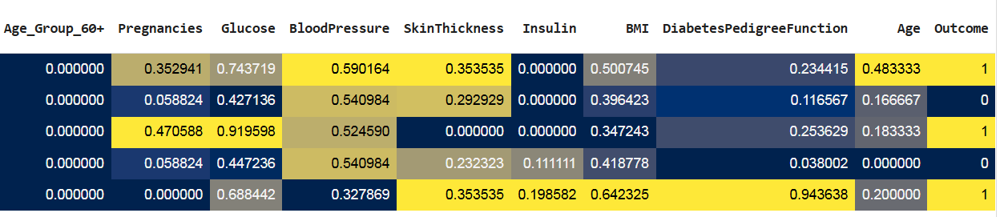 Age_Group_60+ Pregnancies Glucose BloodPressure SkinThickness Insulin BMI DiabetesPedigreeFunction Age Outcome
0.000000 0.352941 0.743719 0.590164 0.353535 0.000000 0.500745 0.234415 0.483333 1
0.000000 0.058824 0.427136 0.540984 0.292929 0.000000 0.396423 0.116567 0.166667 0
0.000000 0.470588 0.919598 0.524590 0.000000 0.000000 0.347243 0.253629 0.183333 1
0.000000 0.058824 0.447236 0.540984 0.232323 0.111111 0.418778 0.038002 0.000000 0
0.000000 0.000000 0.688442 0.327869 0.353535 0.198582 0.642325 0.943638 0.200000 1